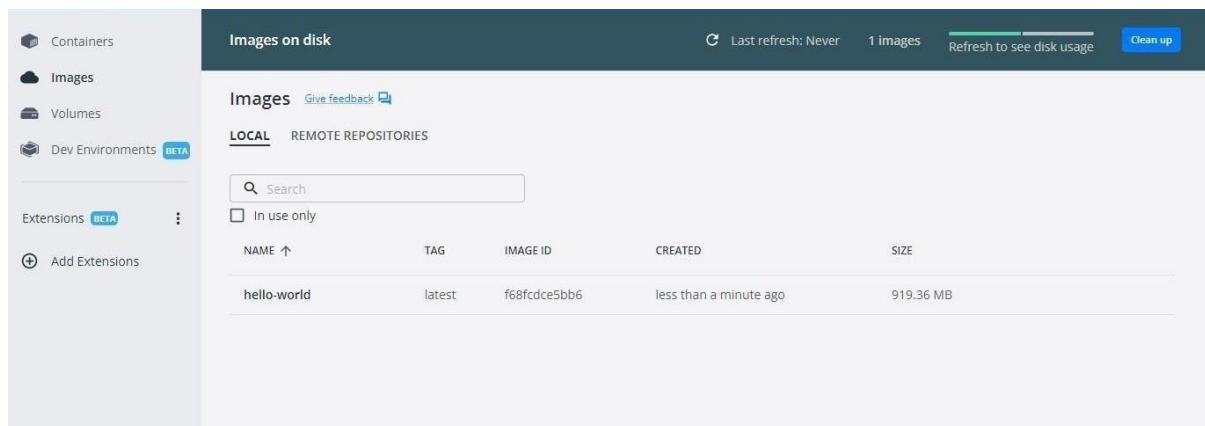 Containers
Images
Volumes
Dev Environments BETA
Extensions BETA
Add Extensions
Images on disk
Last refresh: Never
1 images
Refresh to see disk usage
Clean up
Images Give feedback
LOCAL REMOTE REPOSITORIES
Search
In use only
NAME TAG IMAGE ID CREATED SIZE
hello-world latest f68fcdce5bb6 less than a minute ago 919.36 MB